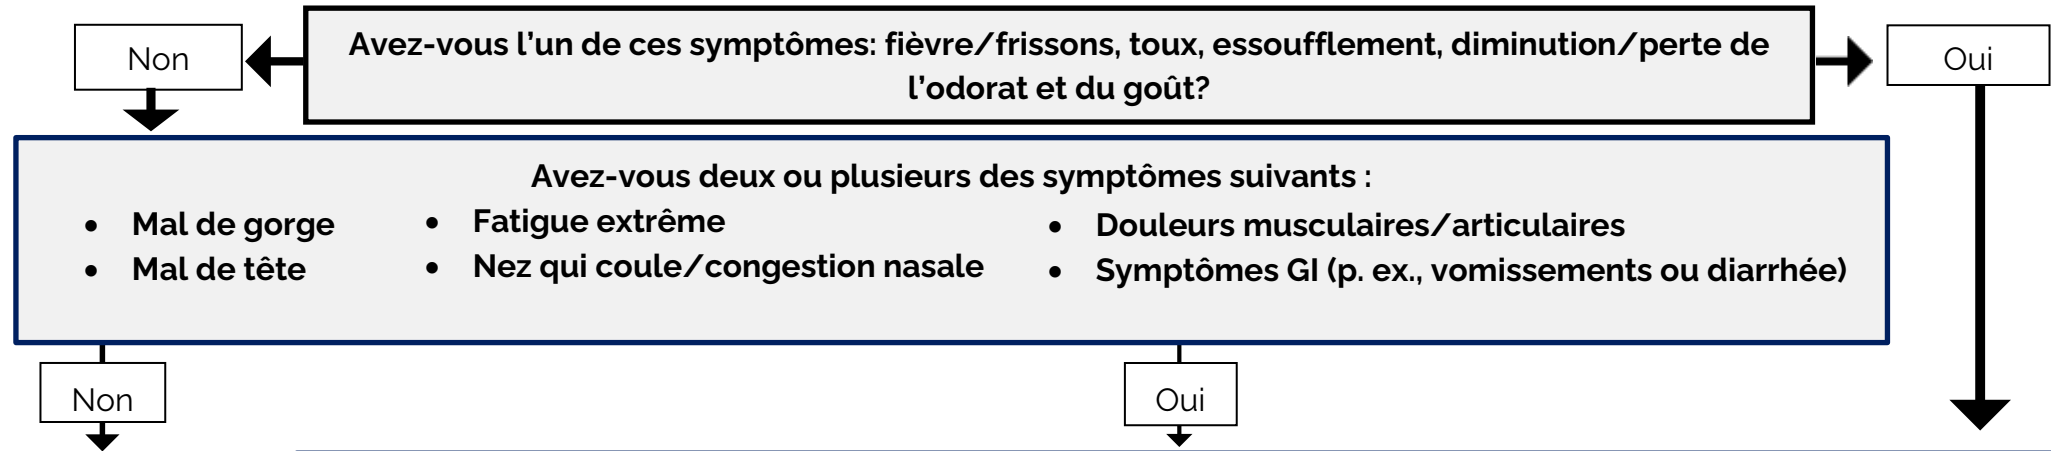 Non
Avez-vous l’un de ces symptômes: fièvre/frissons, toux, essoufflement, diminution/perte de
l’odorat et du goût?
Oui
Avez-vous deux ou plusieurs des symptômes suivants :
• Mal de gorge
• Mal de tête
• Fatigue extrême
• Nez qui coule/congestion nasale
• Douleurs musculaires/articulaires
• Symptômes GI (p. ex., vomissements ou diarrhée)
Non
Oui